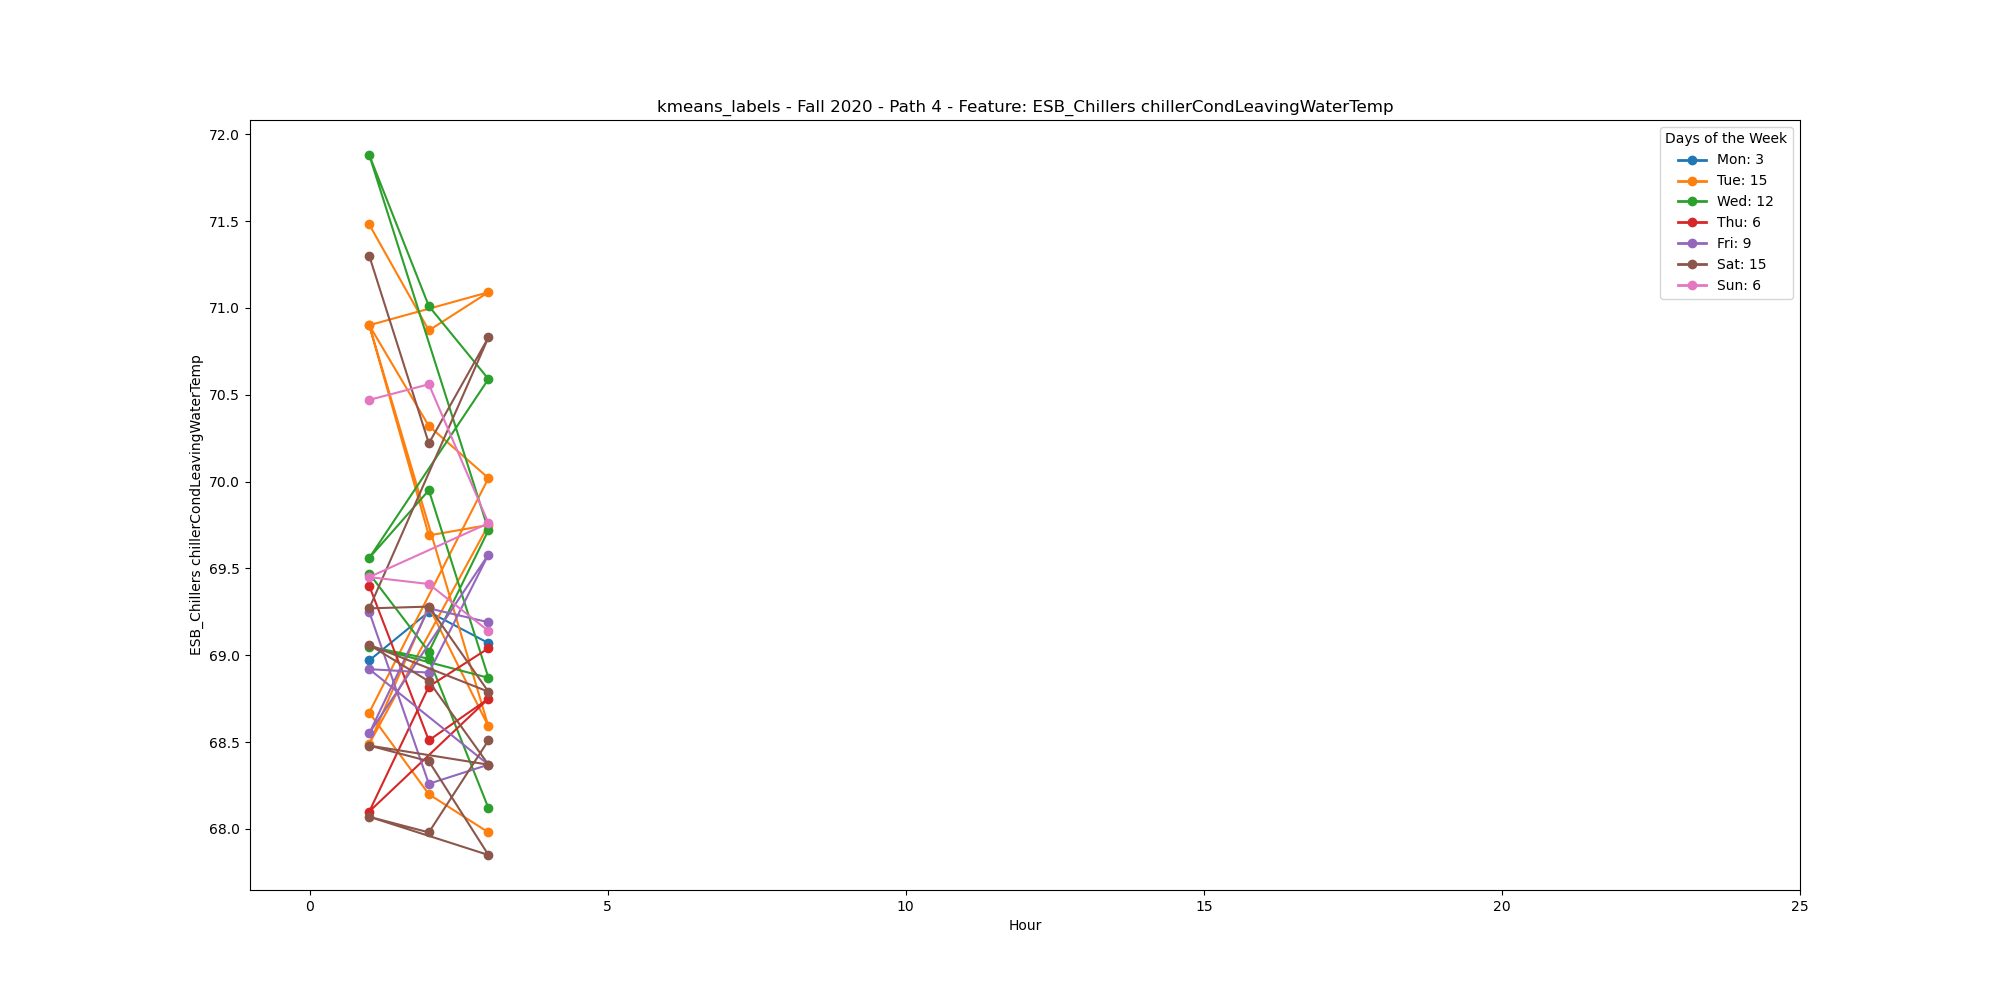 kmeans_labels - Fall 2020 - Path 4 - Feature: ESB_Chillers chillerCondLeavingWaterTemp
Days of the Week
Mon: 3
Tue: 15
Wed: 12
Thu: 6
Fri: 9
Sat: 15
Sun: 6
ESB_Chillers chillerCondLeavingWaterTemp
72.0
71.5
71.0
70.5
70.0
69.5
69.0
68.5
68.0
0 5 10 15 20 25
Hour